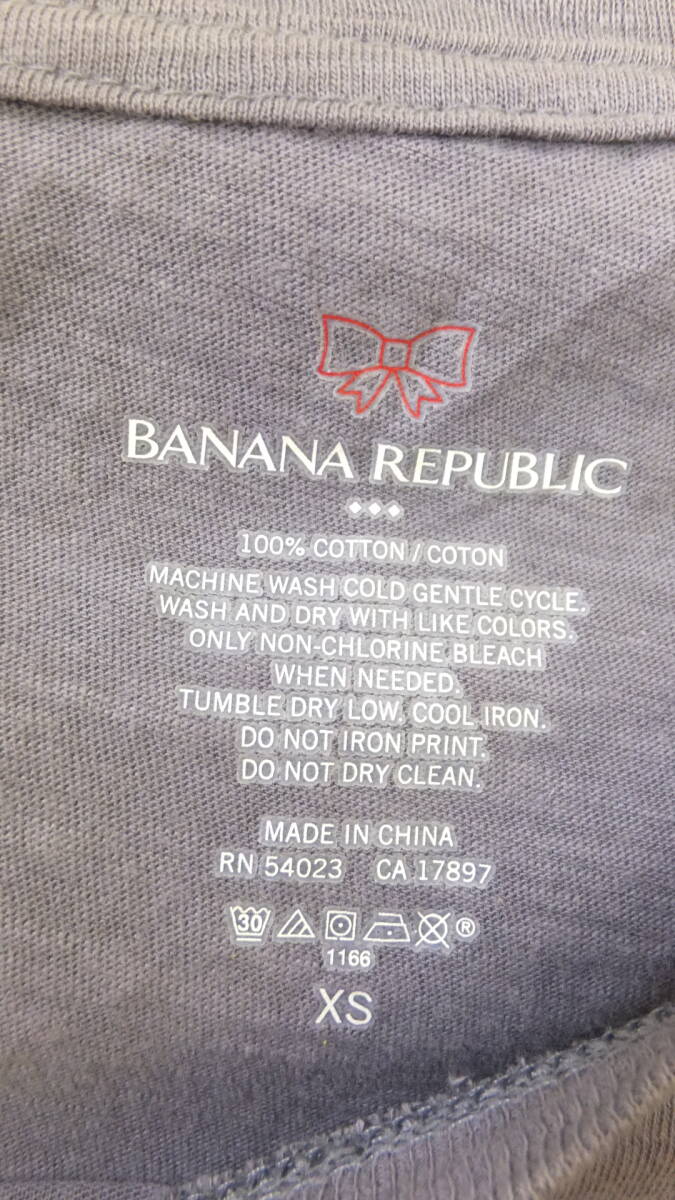 BANANA REPUBLIC
100% COTTON / COTON
MACHINE WASH COLD GENTLE CYCLE.
WASH AND DRY WITH LIKE COLORS.
ONLY NON-CHLORINE BLEACH
WHEN NEEDED.
TUMBLE DRY LOW. COOL IRON.
DO NOT IRON PRINT.
DO NOT DRY CLEAN.
MADE IN CHINA
RN 54023 CA 17897
30 ®
1166
XS